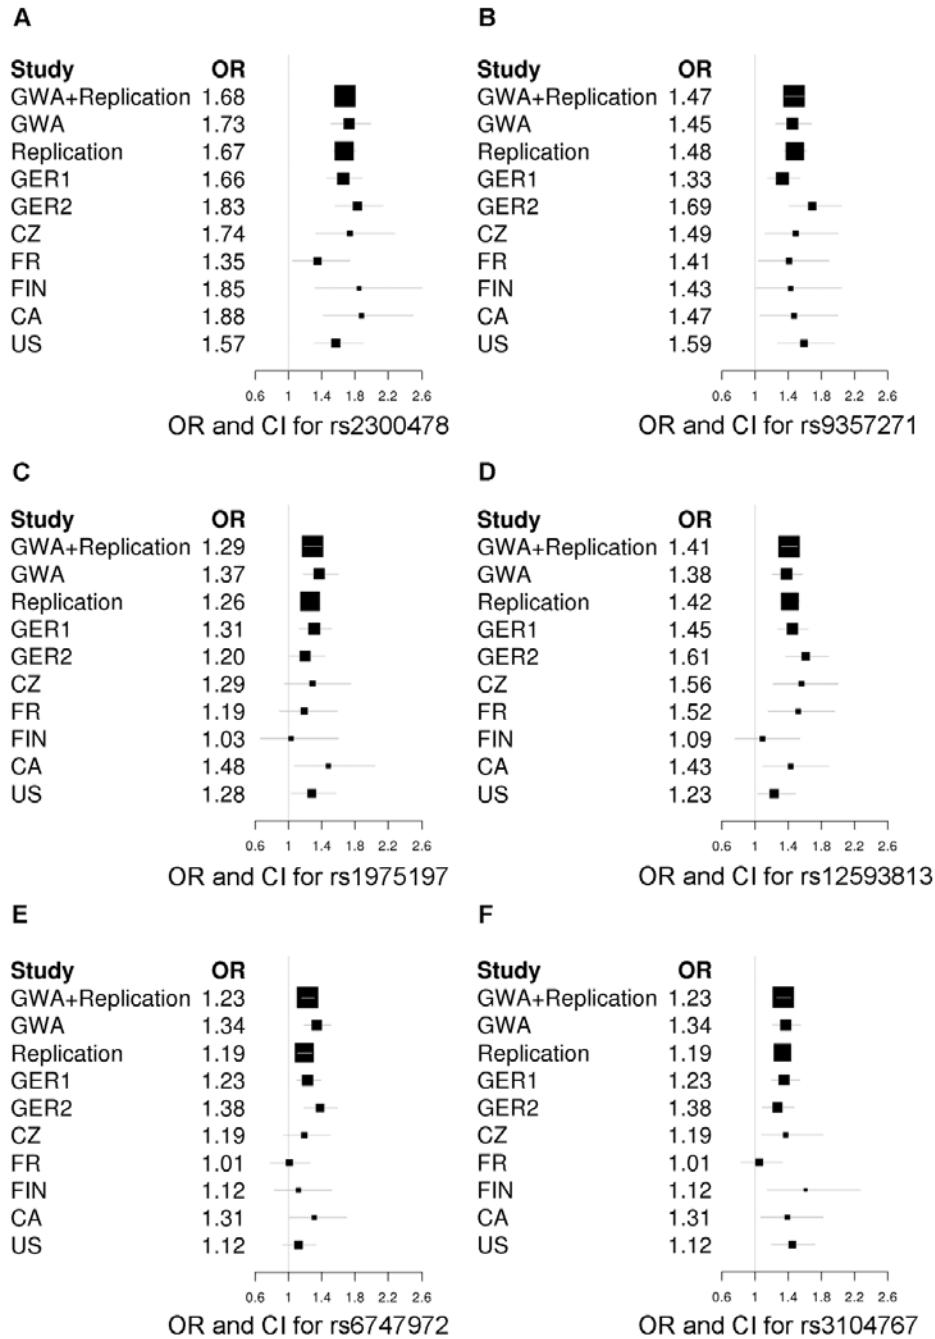 A
Study OR
GWA+Replication 1.68
GWA 1.73
Replication 1.67
GER1 1.66
GER2 1.83
CZ 1.74
FR 1.35
FIN 1.85
CA 1.88
US 1.57
0.6 1 1.4 1.8 2.2 2.6
OR and CI for rs2300478
B
Study OR
GWA+Replication 1.47
GWA 1.45
Replication 1.48
GER1 1.33
GER2 1.69
CZ 1.49
FR 1.41
FIN 1.43
CA 1.47
US 1.59
0.6 1 1.4 1.8 2.2 2.6
OR and CI for rs9357271
C
Study OR
GWA+Replication 1.29
GWA 1.37
Replication 1.26
GER1 1.31
GER2 1.20
CZ 1.29
FR 1.19
FIN 1.03
CA 1.48
US 1.28
0.6 1 1.4 1.8 2.2 2.6
OR and CI for rs1975197
D
Study OR
GWA+Replication 1.41
GWA 1.38
Replication 1.42
GER1 1.45
GER2 1.61
CZ 1.56
FR 1.52
FIN 1.09
CA 1.43
US 1.23
0.6 1 1.4 1.8 2.2 2.6
OR and CI for rs12593813
E
Study OR
GWA+Replication 1.23
GWA 1.34
Replication 1.19
GER1 1.23
GER2 1.38
CZ 1.19
FR 1.01
FIN 1.12
CA 1.31
US 1.12
0.6 1 1.4 1.8 2.2 2.6
OR and CI for rs6747972
F
Study OR
GWA+Replication 1.23
GWA 1.34
Replication 1.19
GER1 1.23
GER2 1.38
CZ 1.19
FR 1.01
FIN 1.12
CA 1.31
US 1.12
0.6 1 1.4 1.8 2.2 2.6
OR and CI for rs3104767